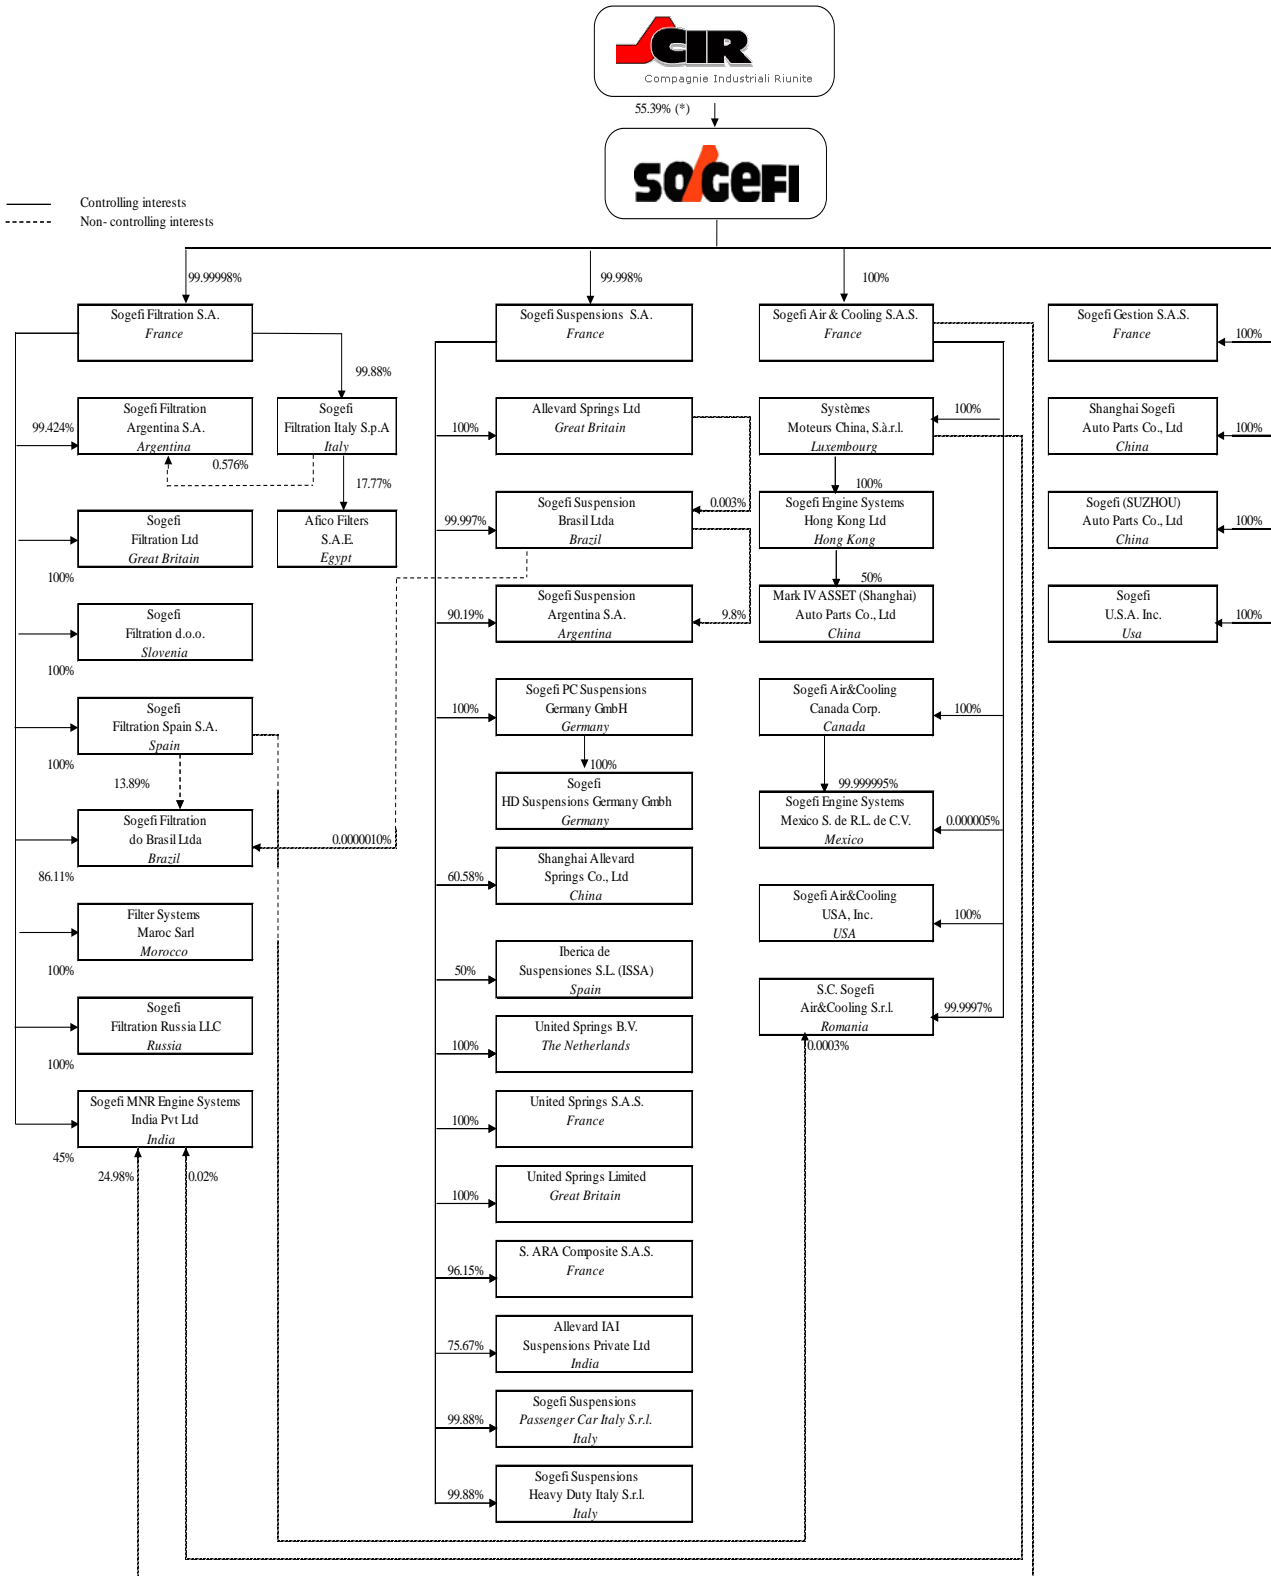 CIR
Compagnie Industriali Riunite
55.39% (*)
SOGEFI
Controlling interests
Non- controlling interests
99.99998%
99.998%
100%
Sogefi Filtration S.A.
France
Sogefi Suspensions S.A.
France
Sogefi Air & Cooling S.A.S.
France
Sogefi Gestion S.A.S.
France
100%
99.88%
99.424%
Sogefi Filtration
Argentina S.A.
Argentina
Sogefi
Filtration Italy S.p.A
Italy
0.576%
17.77%
100%
Allevard Springs Ltd
Great Britain
Systèmes
Moteurs China, S.à.r.l.
Luxembourg
100%
Shanghai Sogefi
Auto Parts Co., Ltd
China
100%
100%
Sogefi
Filtration Ltd
Great Britain
100%
Afico Filters
S.A.E.
Egypt
99.997%
Sogefi Suspension
Brasil Ltda
Brazil
0.003%
Sogefi Engine Systems
Hong Kong Ltd
Hong Kong
50%
Sogefi (SUZHOU)
Auto Parts Co., Ltd
China
100%
Sogefi
Filtration d.o.o.
Slovenia
100%
90.19%
Sogefi Suspension
Argentina S.A.
Argentina
9.8%
Mark IV ASSET (Shanghai)
Auto Parts Co., Ltd
China
Sogefi
U.S.A. Inc.
Usa
100%
Sogefi
Filtration Spain S.A.
Spain
100%
13.89%
100%
Sogefi PC Suspensions
Germany GmbH
Germany
100%
Sogefi Air&Cooling
Canada Corp.
Canada
100%
99.999995%
Sogefi
HD Suspensions Germany Gmbh
Germany
Sogefi Filtration
do Brasil Ltda
Brazil
0.0000010%
86.11%
Sogefi Engine Systems
Mexico S. de R.L. de C.V.
Mexico
0.000005%
60.58%
Shanghai Allevard
Springs Co., Ltd
China
Filter Systems
Maroc Sarl
Morocco
100%
Sogefi Air&Cooling
USA, Inc.
USA
100%
50%
Iberica de
Suspensiones S.L. (ISSA)
Spain
Sogefi
Filtration Russia LLC
Russia
100%
S.C. Sogefi
Air&Cooling S.r.l.
Romania
99.9997%
0.0003%
100%
United Springs B.V.
The Netherlands
Sogefi MNR Engine Systems
India Pvt Ltd
India
45%
24.98%
0.02%
100%
United Springs S.A.S.
France
100%
United Springs Limited
Great Britain
96.15%
S. ARA Composite S.A.S.
France
75.67%
Allevard IAI
Suspensions Private Ltd
India
99.88%
Sogefi Suspensions
Passenger Car Italy S.r.l.
Italy
99.88%
Sogefi Suspensions
Heavy Duty Italy S.r.l.
Italy